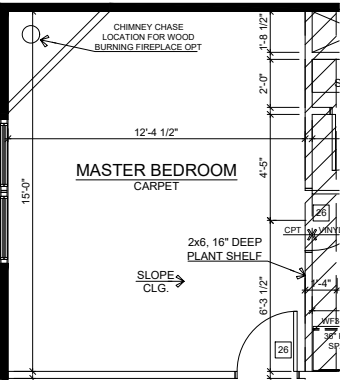 CHIMNEY CHASE
LOCATION FOR WOOD
BURNING FIREPLACE OPT
1'-8 1/2"
2'-0"
12'-4 1/2"
MASTER BEDROOM
CARPET
15'-0"
4'-5"
26
CPT
VINYL
2x6, 16" DEEP
PLANT SHELF
SLOPE
CLG.
1'-4"
6'-3 1/2"
26